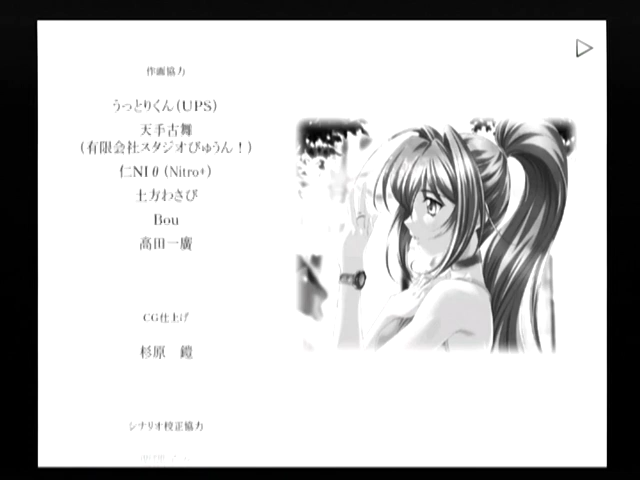 作画協力
うっとりくん(UPS)
天手古舞
(有限会社スタジオびゅうん!)
仁NIθ(Nitro+)
土方わさび
Bou
高田一廣
CG仕上げ
杉原 鎧
シナリオ校正協力